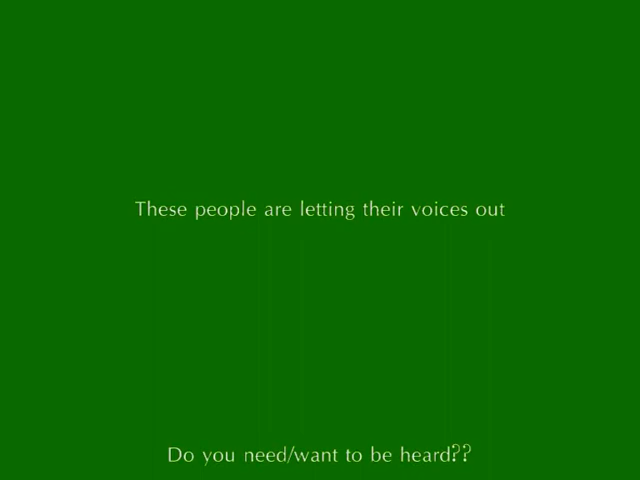 These people are letting their voices out
Do you need/want to be heard??